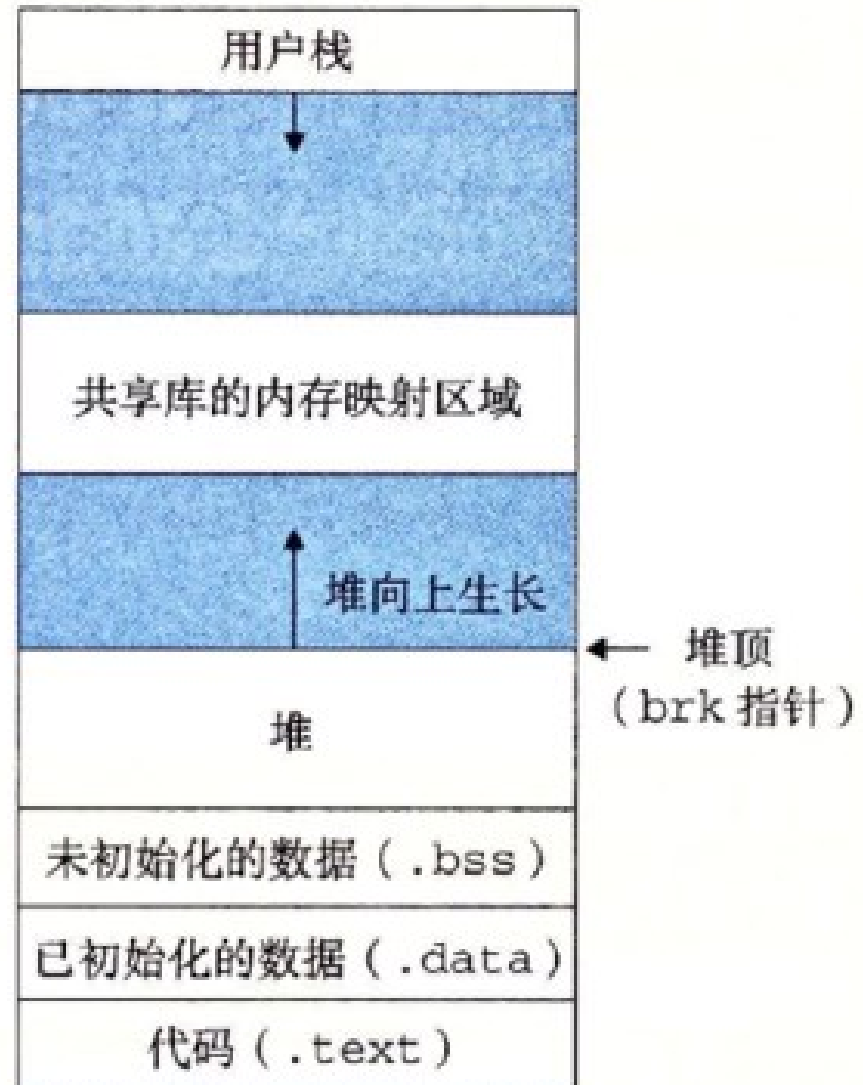 用户栈
共享库的内存映射区域
堆向上生长
堆顶
(brk 指针)
堆
未初始化的数据(.bss)
已初始化的数据(.data)
代码(.text)